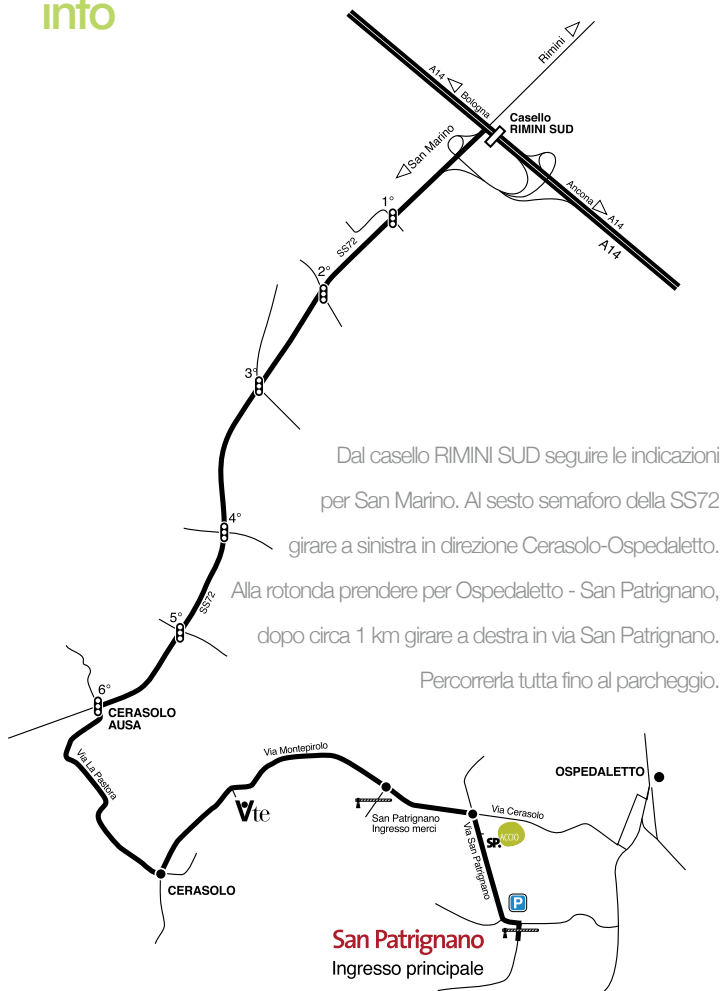 info
Rimini
A14
Bologna
Casello
RIMINI SUD
San Marino
Ancona
A14
A14
1°
SS72
2°
3°
Dal casello RIMINI SUD seguire le indicazioni
per San Marino. Al sesto semaforo della SS72
girare a sinistra in direzione Cerasolo-Ospedaletto.
Alla rotonda prendere per Ospedaletto - San Patrignano,
dopo circa 1 km girare a destra in via San Patrignano.
Percorrerla tutta fino al parcheggio.
4°
SS72
5°
6°
CERASOLO
AUSA
Via La Pastora
Via Montepirolo
Vte
San Patrignano
Ingresso merci
Via Cerasolo
OSPEDALETTO
SP.ACCIO
Via San Patrignano
CERASOLO
P
San Patrignano
Ingresso principale